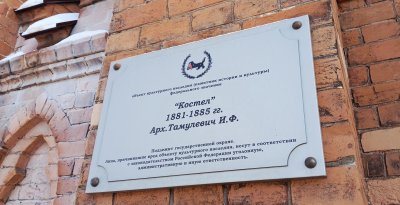 объект культурного наследия (памятник истории и культуры)
федерального значения
"Костел"
1881-1885 гг.
Арх.Тамулевич И.Ф.
Подлежит государственной охране.
Лица, причинившие вред объекту культурного наследия, несут в соответствии
с законодательством Российской Федерации уголовную,
административную и иную ответственность.